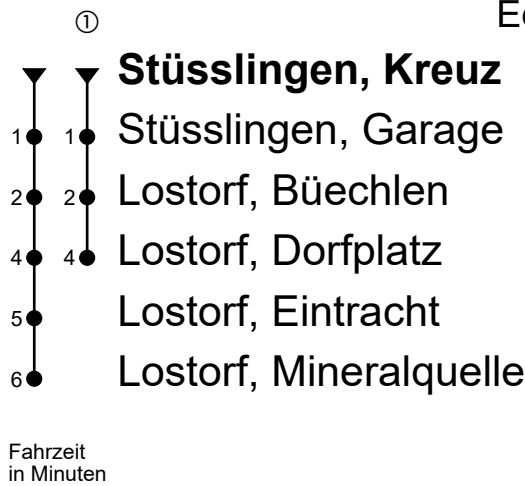 ①
Stüsslingen, Kreuz
1 1 Stüsslingen, Garage
2 2 Lostorf, Büechlen
4 4 Lostorf, Dorfplatz
5 Lostorf, Eintracht
6 Lostorf, Mineralquelle
Fahrzeit
in Minuten